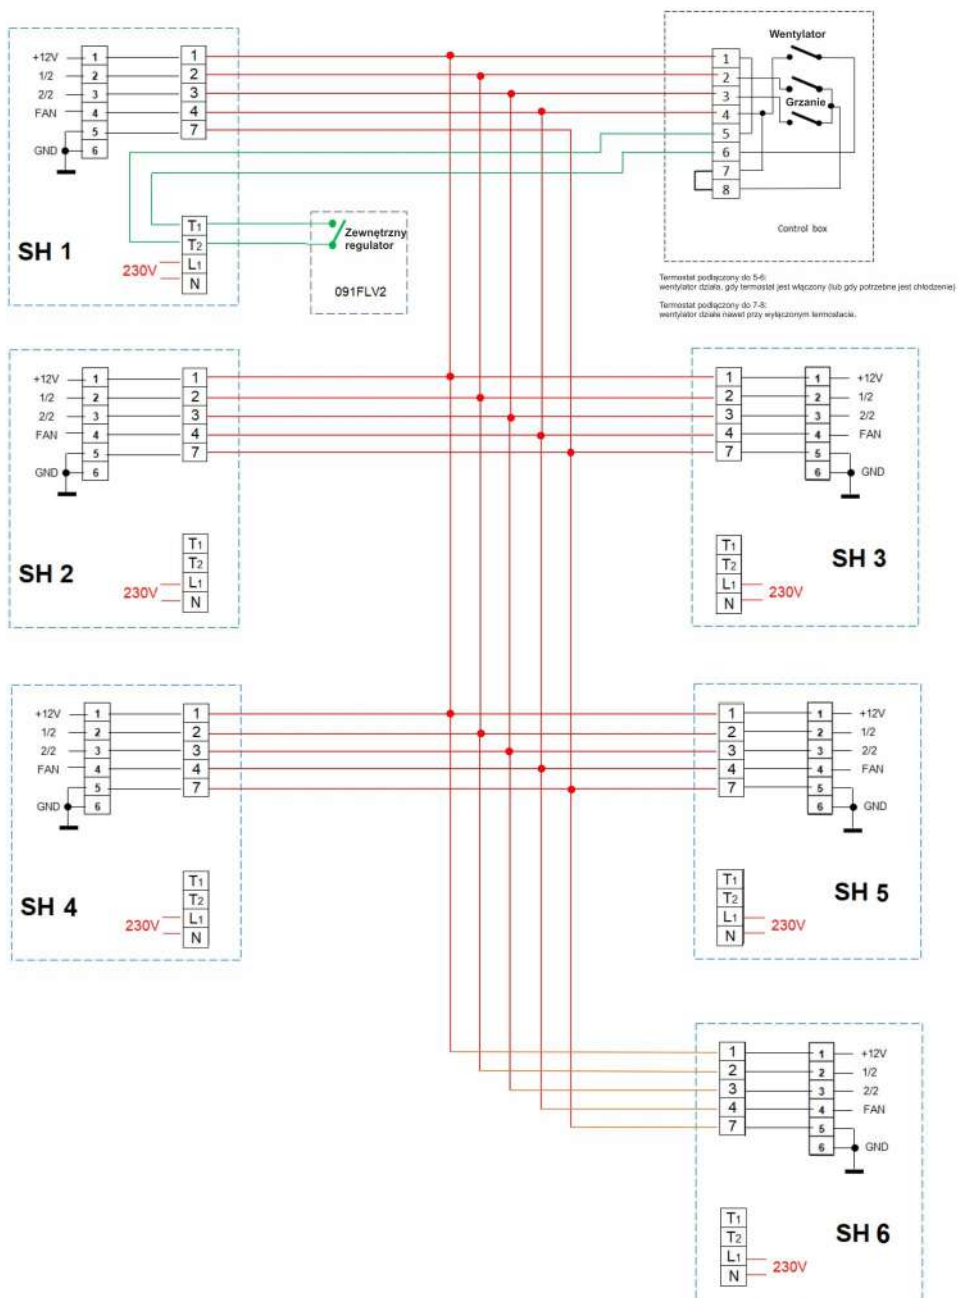 +12V 1 1
1/2 2 2
2/2 3 3
FAN 4 4
5 7
GND 6
SH 1
T1
T2
L1
N
230V
Zewnętrzny
regulator
091FLV2
Wentylator
Grzanie
1
2
3
4
5
6
7
8
Control box
Termostat podłączony do 5-6:
wentylator działa, gdy termostat jest włączony (lub gdy potrzebne jest chłodzenie)
Termostat podłączony do 7-8:
wentylator działa nawet przy wyłączonym termostacie.
+12V 1 1
1/2 2 2
2/2 3 3
FAN 4 4
5 7
GND 6
SH 2
T1
T2
L1
N
230V
1 1 +12V
2 2 1/2
3 3 2/2
4 4 FAN
7 5
6 GND
SH 3
T1
T2
L1
N
230V
+12V 1 1
1/2 2 2
2/2 3 3
FAN 4 4
5 7
GND 6
SH 4
T1
T2
L1
N
230V
1 1 +12V
2 2 1/2
3 3 2/2
4 4 FAN
7 5
6 GND
SH 5
T1
T2
L1
N
230V
1 1 +12V
2 2 1/2
3 3 2/2
4 4 FAN
7 5
6 GND
SH 6
T1
T2
L1
N
230V